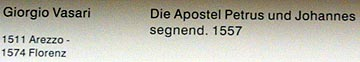 Giorgio Vasari
1511 Arezzo -
1574 Florenz
Die Apostel Petrus und Johannes
segnend. 1557